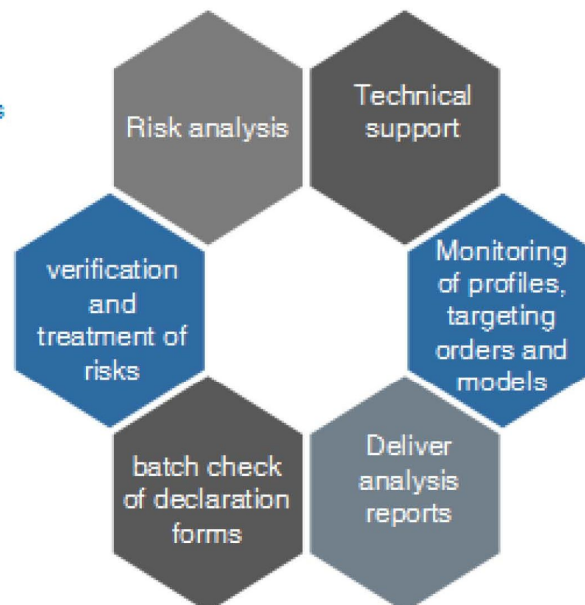 Risk analysis
Technical
support
verification
and
treatment of
risks
Monitoring
of profiles,
targeting
orders and
models
batch check
of declaration
forms
Deliver
analysis
reports